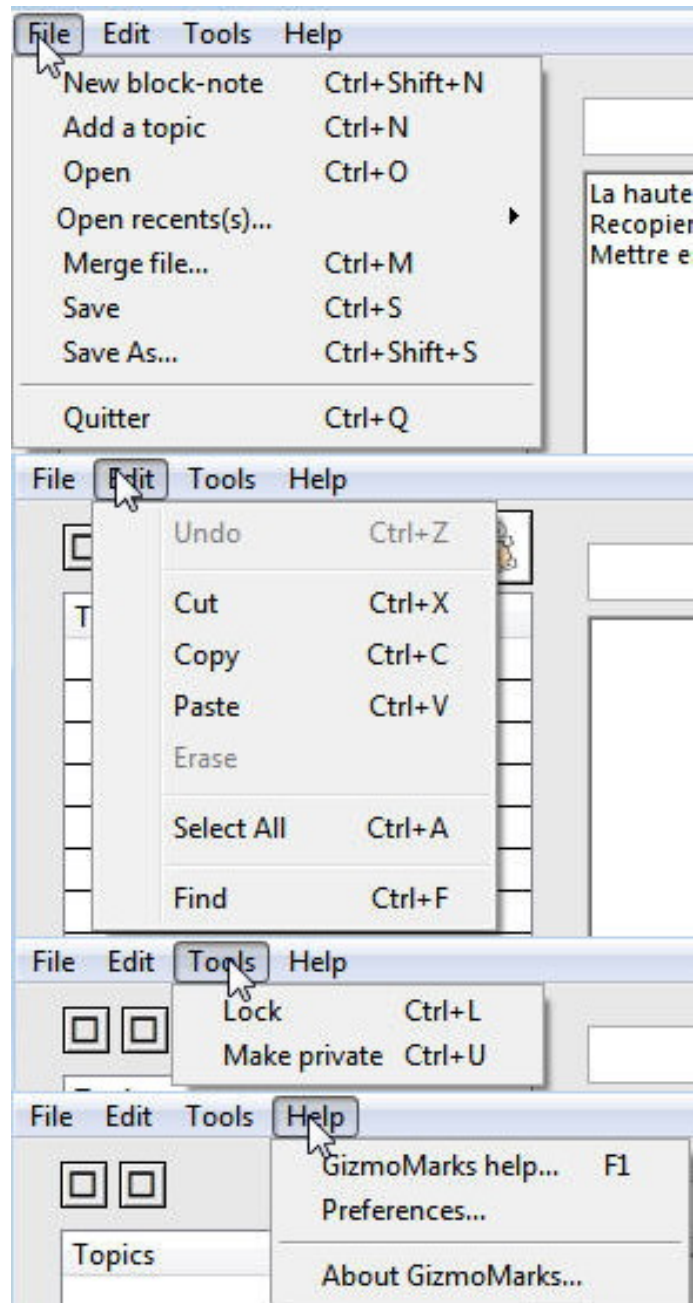 File Edit Tools Help
New block-note Ctrl+Shift+N
Add a topic Ctrl+N
Open Ctrl+O
Open recents(s)...
Merge file... Ctrl+M
Save Ctrl+S
Save As... Ctrl+Shift+S
Quitter Ctrl+Q
La haute
Recopier
Mettre e
File Edit Tools Help
Undo Ctrl+Z
T
Cut Ctrl+X
Copy Ctrl+C
Paste Ctrl+V
Erase
Select All Ctrl+A
Find Ctrl+F
File Edit Tools Help
Lock Ctrl+L
Make private Ctrl+U
File Edit Tools Help
GizmoMarks help... F1
Preferences...
Topics
About GizmoMarks...